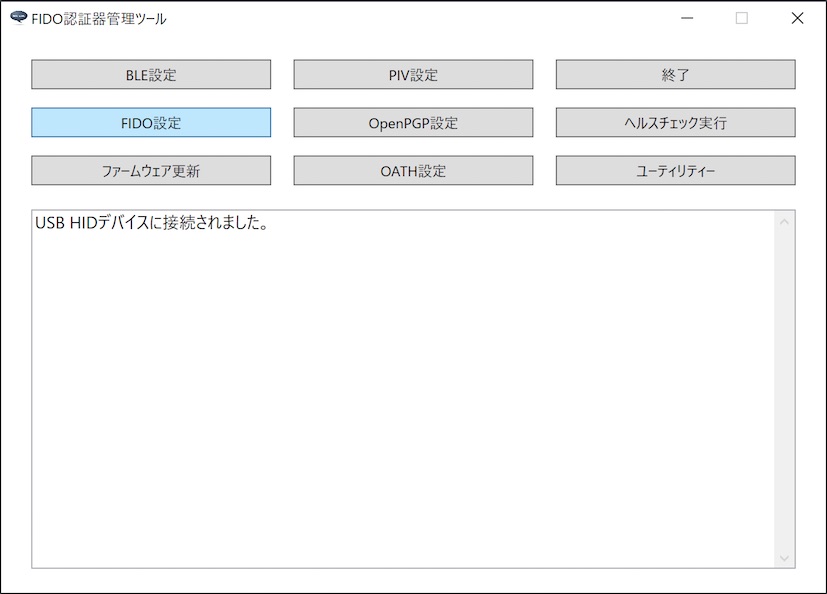 FIDO認証器管理ツール
BLE設定 PIV設定 終了
FIDO設定 OpenPGP設定 ヘルスチェック実行
ファームウェア更新 OATH設定 ユーティリティー
USB HIDデバイスに接続されました。